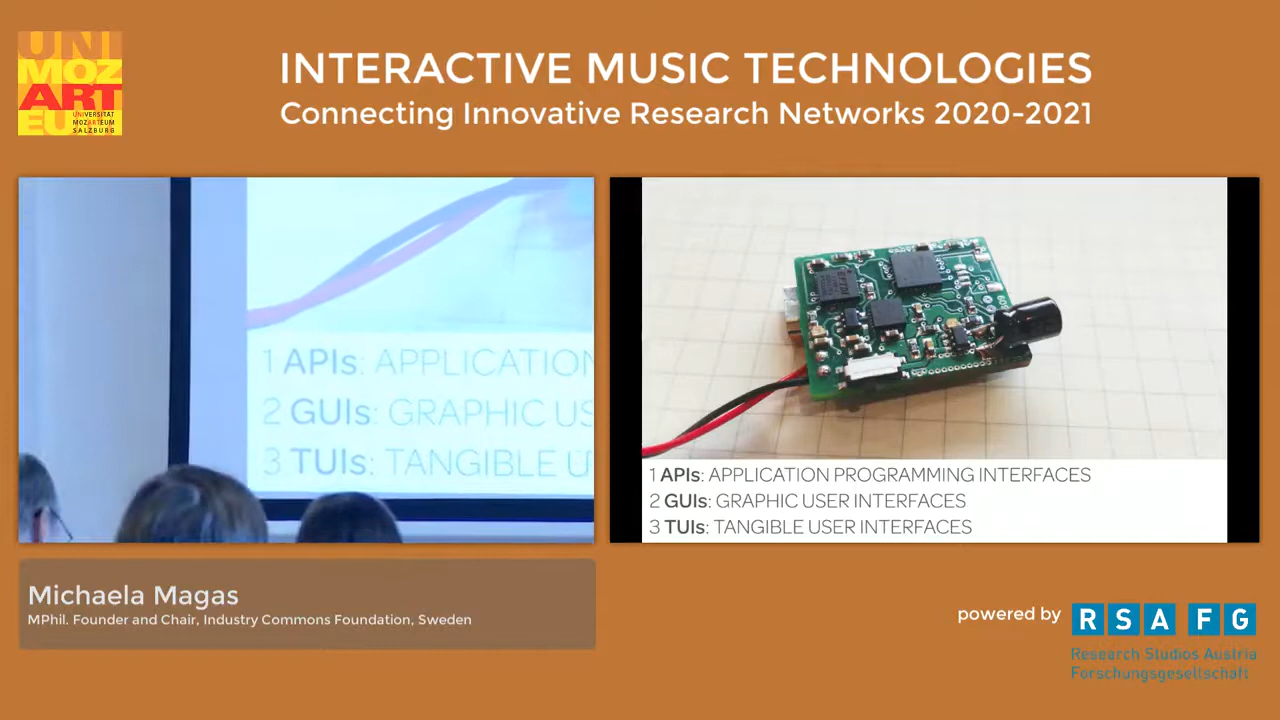 UNI
MOZ
ART
EU
UNIVERSITÄT
MOZARTEUM
SALZBURG
INTERACTIVE MUSIC TECHNOLOGIES
Connecting Innovative Research Networks 2020-2021
1 APIs: APPLICATION
2 GUIs: GRAPHIC US
3 TUIs: TANGIBLE U
FTDI
1 APIs: APPLICATION PROGRAMMING INTERFACES
2 GUIs: GRAPHIC USER INTERFACES
3 TUIs: TANGIBLE USER INTERFACES
Michaela Magas
MPhil. Founder and Chair, Industry Commons Foundation, Sweden
powered by
RSA FG
Research Studios Austria
Forschungsgesellschaft